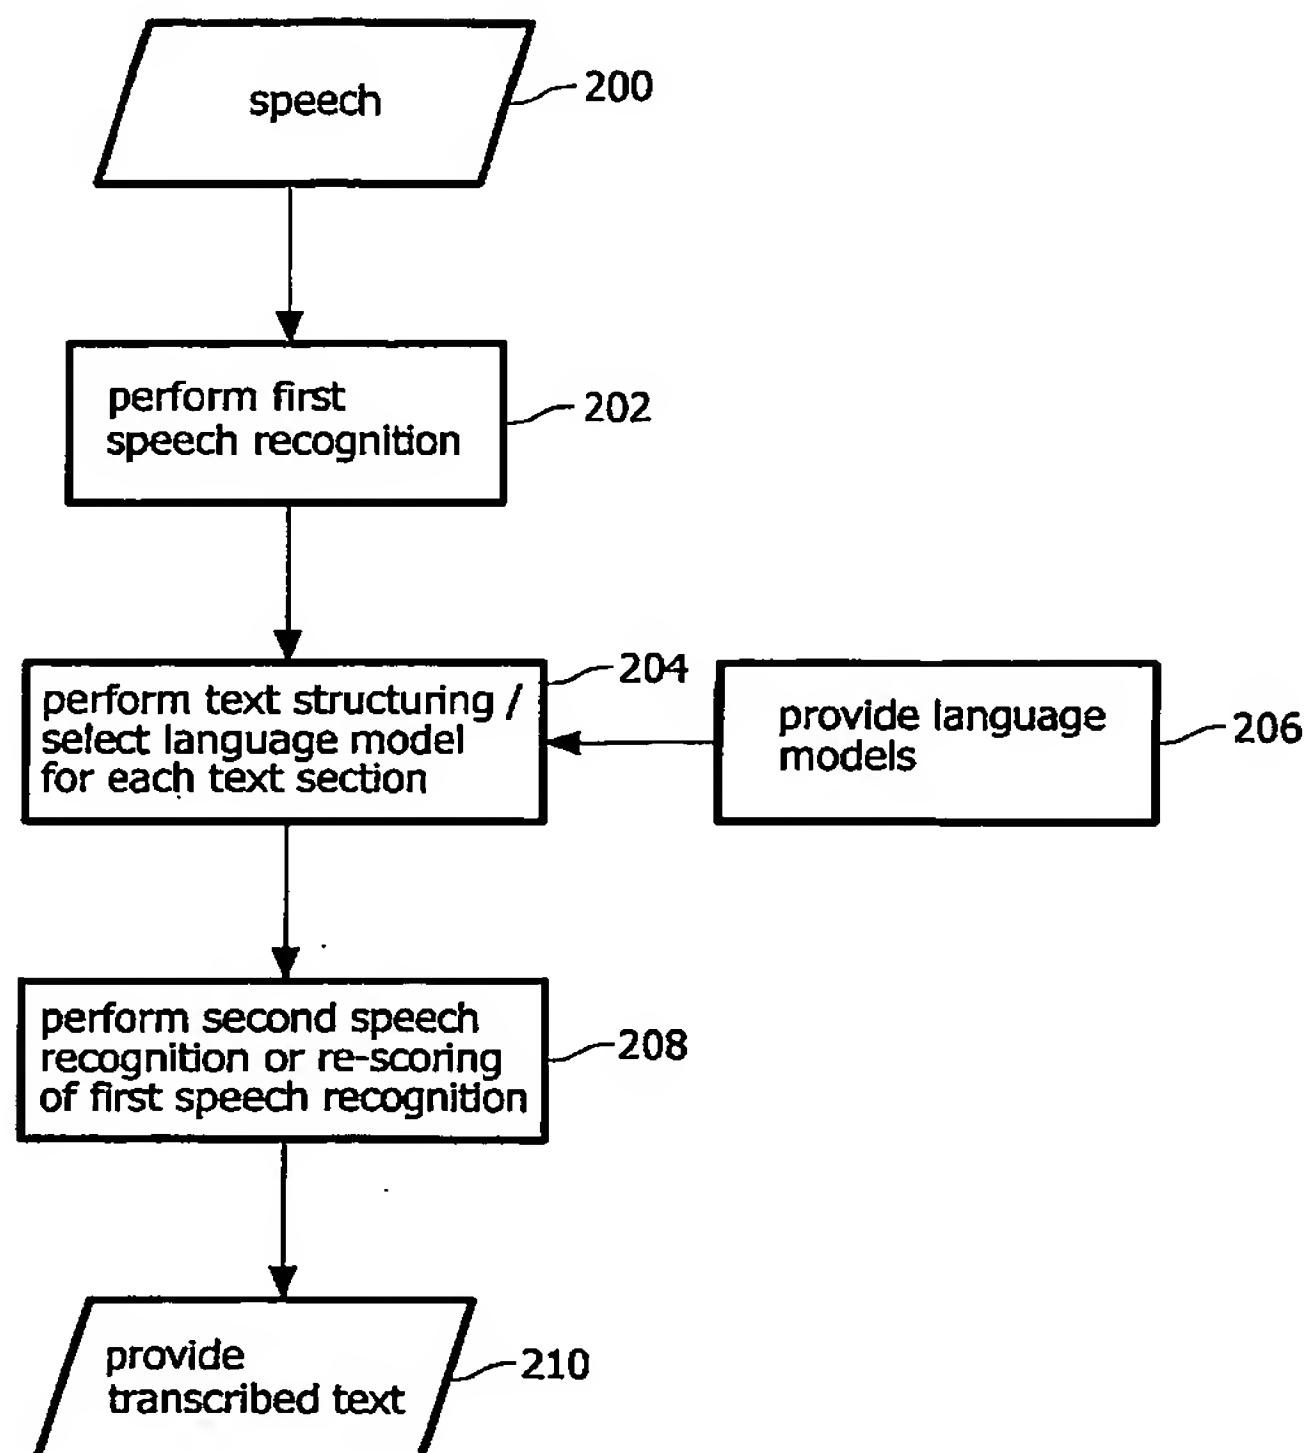 speech
200
perform first
speech recognition
202
perform text structuring /
select language model
for each text section
204
provide language
models
206
perform second speech
recognition or re-scoring
of first speech recognition
208
provide
transcribed text
210